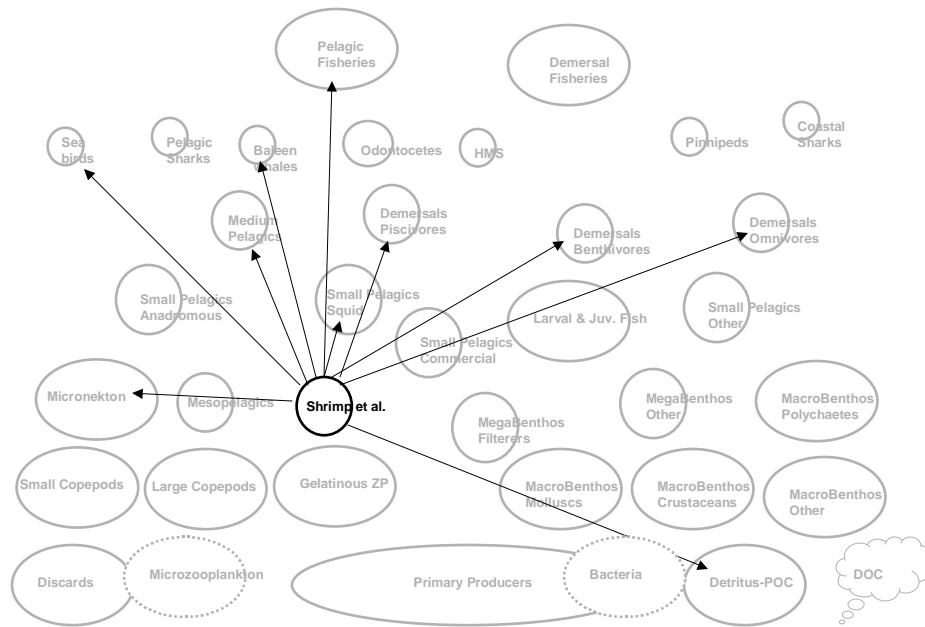 Pelagic
Fisheries
Demersal
Fisheries
Sea
birds
Pelagic
Sharks
Baleen
Whales
Odontocetes
HMS
Pinnipeds
Coastal
Sharks
Medium
Pelagics
Demersals
Piscivores
Demersals
Benthivores
Demersals
Omnivores
Small Pelagics
Anadromous
Small Pelagics
Squid
Small Pelagics
Commercial
Larval & Juv. Fish
Small Pelagics
Other
Micronekton
Mesopelagics
Shrimp et al.
MegaBenthos
Filterers
MegaBenthos
Other
MacroBenthos
Polychaetes
Small Copepods
Large Copepods
Gelatinous ZP
MacroBenthos
Molluscs
MacroBenthos
Crustaceans
MacroBenthos
Other
Discards
Microzooplankton
Primary Producers
Bacteria
Detritus-POC
DOC